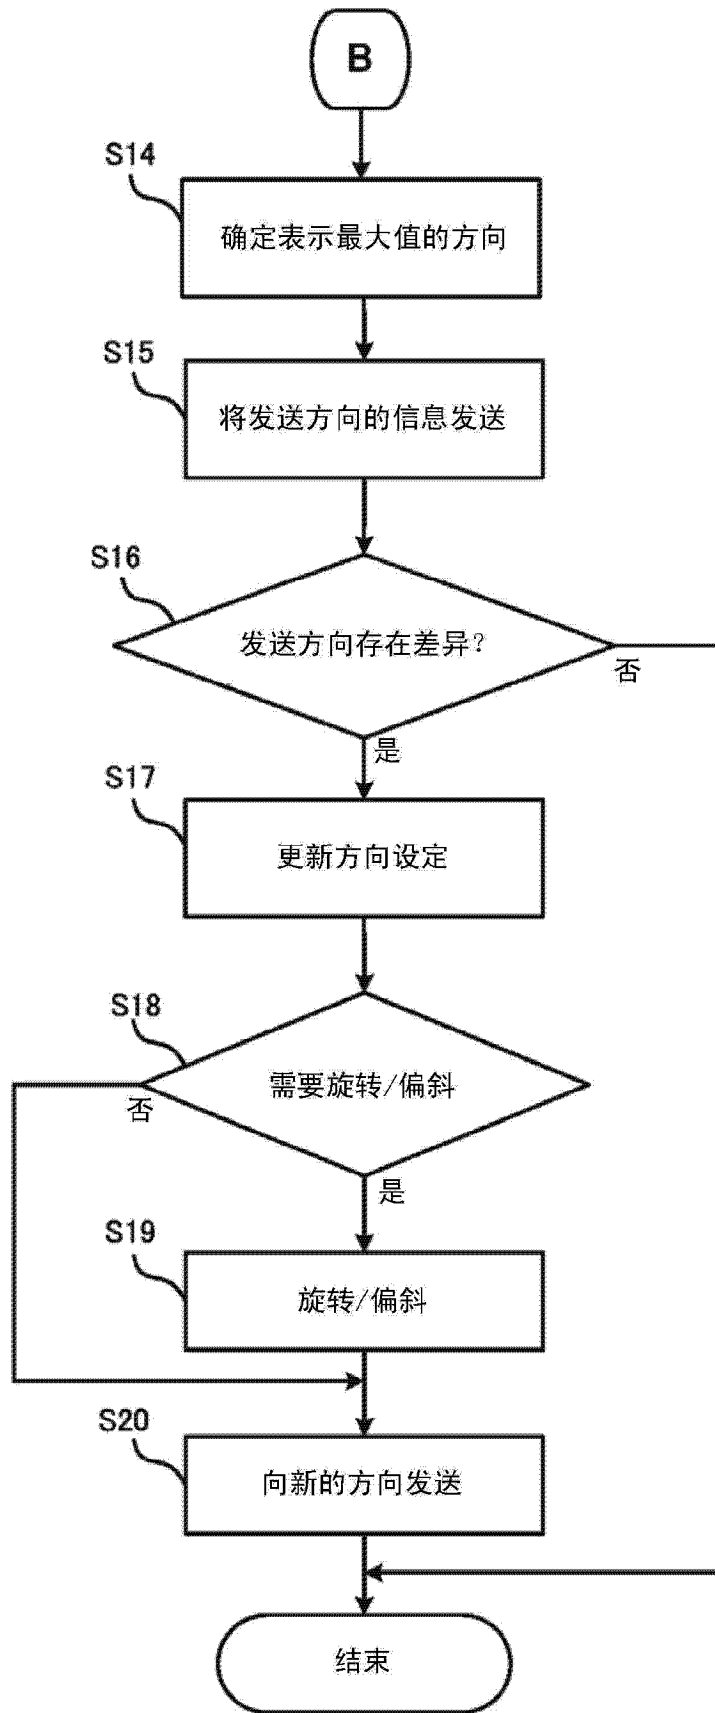 B
S14
确定表示最大值的方向
S15
将发送方向的信息发送
S16
发送方向存在差异?
否
是
S17
更新方向设定
S18
需要旋转/偏斜
否
是
S19
旋转/偏斜
S20
向新的方向发送
结束